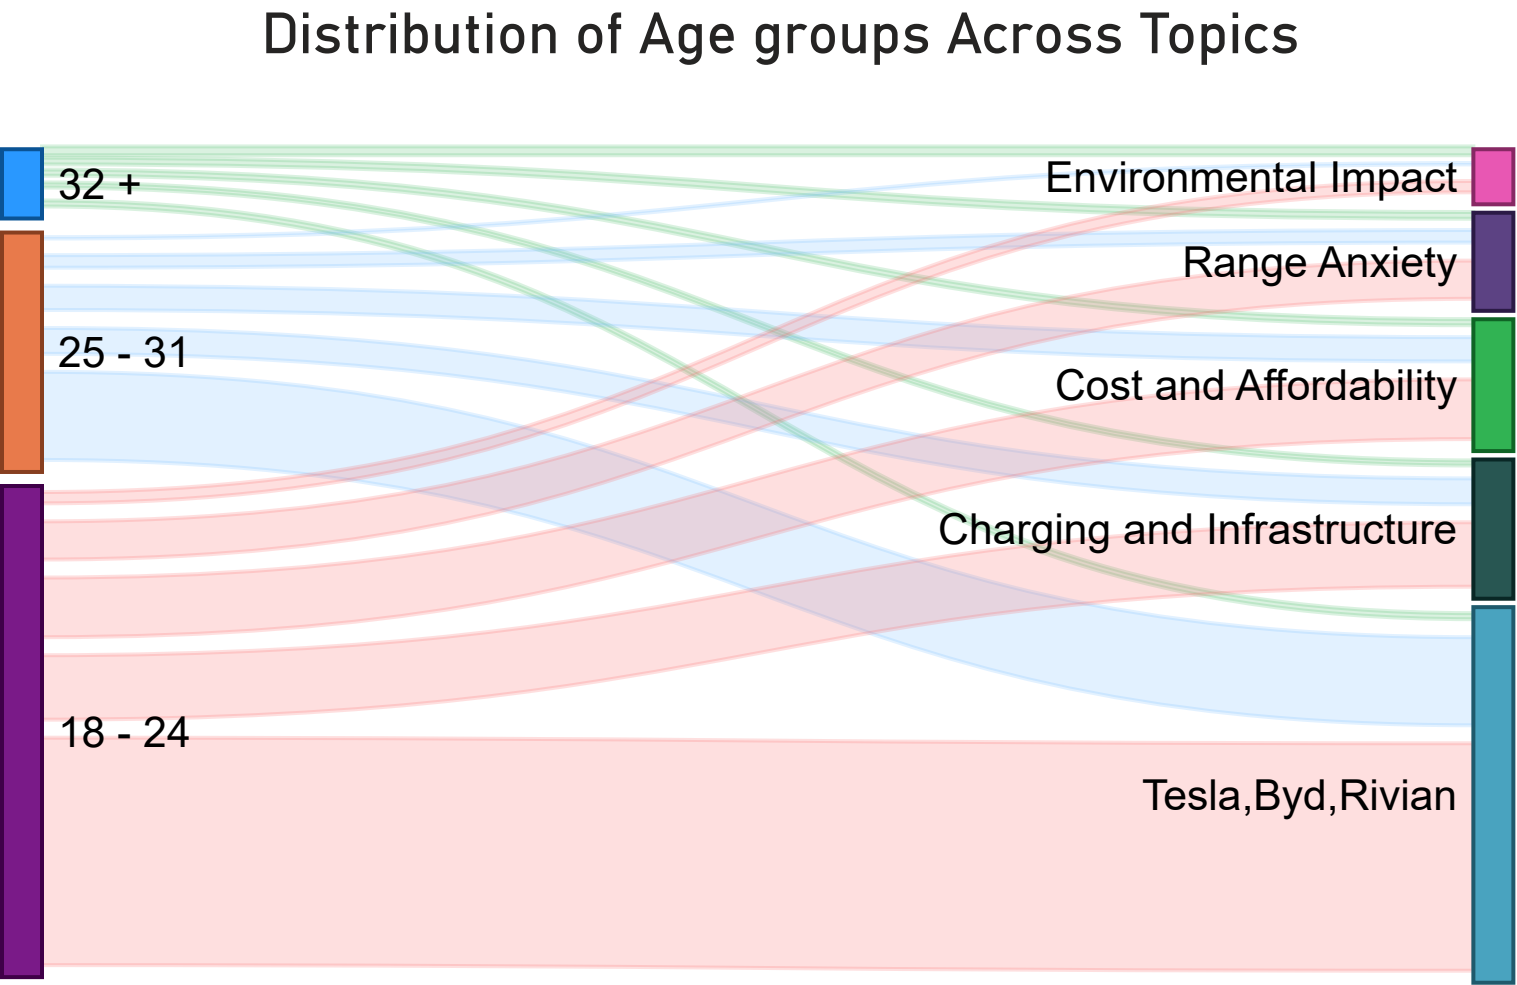 Distribution of Age groups Across Topics
32 +
25 - 31
18 - 24
Environmental Impact
Range Anxiety
Cost and Affordability
Charging and Infrastructure
Tesla,Byd,Rivian